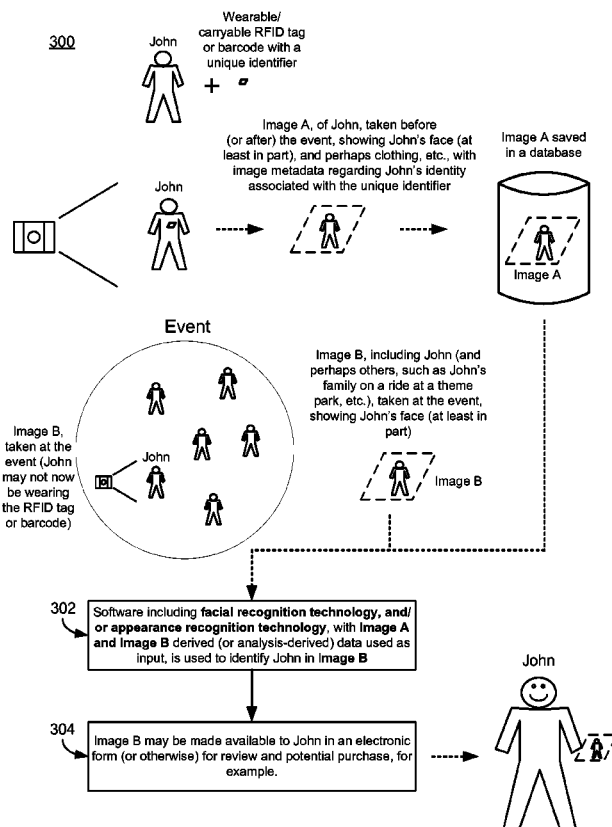 300
John
Wearable/
carryable RFID tag
or barcode with a
unique identifier
+
Image A, of John, taken before
(or after) the event, showing John's face (at
least in part), and perhaps clothing, etc., with
image metadata regarding John's identity
associated with the unique identifier
Image A saved
in a database
John
Image A
Event
Image B,
taken at the
event (John
may not now
be wearing
the RFID tag
or barcode)
John
Image B, including John (and
perhaps others, such as John's
family on a ride at a theme
park, etc.), taken at the event,
showing John's face (at least in
part)
Image B
302
Software including facial recognition technology, and/
or appearance recognition technology, with Image A
and Image B derived (or analysis-derived) data used as
input, is used to identify John in Image B
304
Image B may be made available to John in an electronic
form (or otherwise) for review and potential purchase, for
example.
John